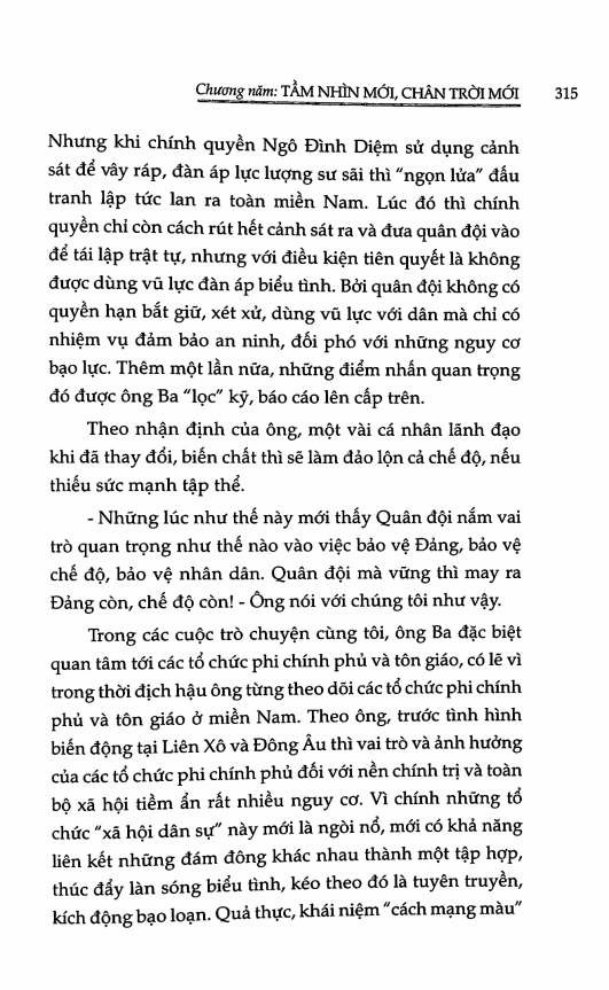 Chương năm: TẦM NHÌN MỚI, CHÂN TRỜI MỚI 315
Nhưng khi chính quyền Ngô Đình Diệm sử dụng cảnh
sát để vây ráp, đàn áp lực lượng sư sãi thì "ngọn lửa" đấu
tranh lập tức lan ra toàn miền Nam. Lúc đó thì chính
quyền chỉ còn cách rút hết cảnh sát ra và đưa quân đội vào
để tái lập trật tự, nhưng với điều kiện tiên quyết là không
được dùng vũ lực đàn áp biểu tình. Bởi quân đội không có
quyền hạn bắt giữ, xét xử, dùng vũ lực với dân mà chỉ có
nhiệm vụ đảm bảo an ninh, đối phó với những nguy cơ
bạo lực. Thêm một lần nữa, những điểm nhấn quan trọng
đó được ông Ba "lọc" kỹ, báo cáo lên cấp trên.
Theo nhận định của ông, một vài cá nhân lãnh đạo
khi đã thay đổi, biến chất thì sẽ làm đảo lộn cả chế độ, nếu
thiếu sức mạnh tập thể.
- Những lúc như thế này mới thấy Quân đội nắm vai
trò quan trọng như thế nào vào việc bảo vệ Đảng, bảo vệ
chế độ, bảo vệ nhân dân. Quân đội mà vững thì may ra
Đảng còn, chế độ còn! - Ông nói với chúng tôi như vậy.
Trong các cuộc trò chuyện cùng tôi, ông Ba đặc biệt
quan tâm tới các tổ chức phi chính phủ và tôn giáo, có lẽ vì
trong thời địch hậu ông từng theo dõi các tổ chức phi chính
phủ và tôn giáo ở miền Nam. Theo ông, trước tình hình
biến động tại Liên Xô và Đông Âu thì vai trò và ảnh hưởng
của các tổ chức phi chính phủ đối với nền chính trị và toàn
bộ xã hội tiềm ẩn rất nhiều nguy cơ. Vì chính những tổ
chức "xã hội dân sự" này mới là ngòi nổ, mới có khả năng
liên kết những đám đông khác nhau thành một tập hợp,
thúc đẩy làn sóng biểu tình, kéo theo đó là tuyên truyền,
kích động bạo loạn. Quả thực, khái niệm "cách mạng màu"